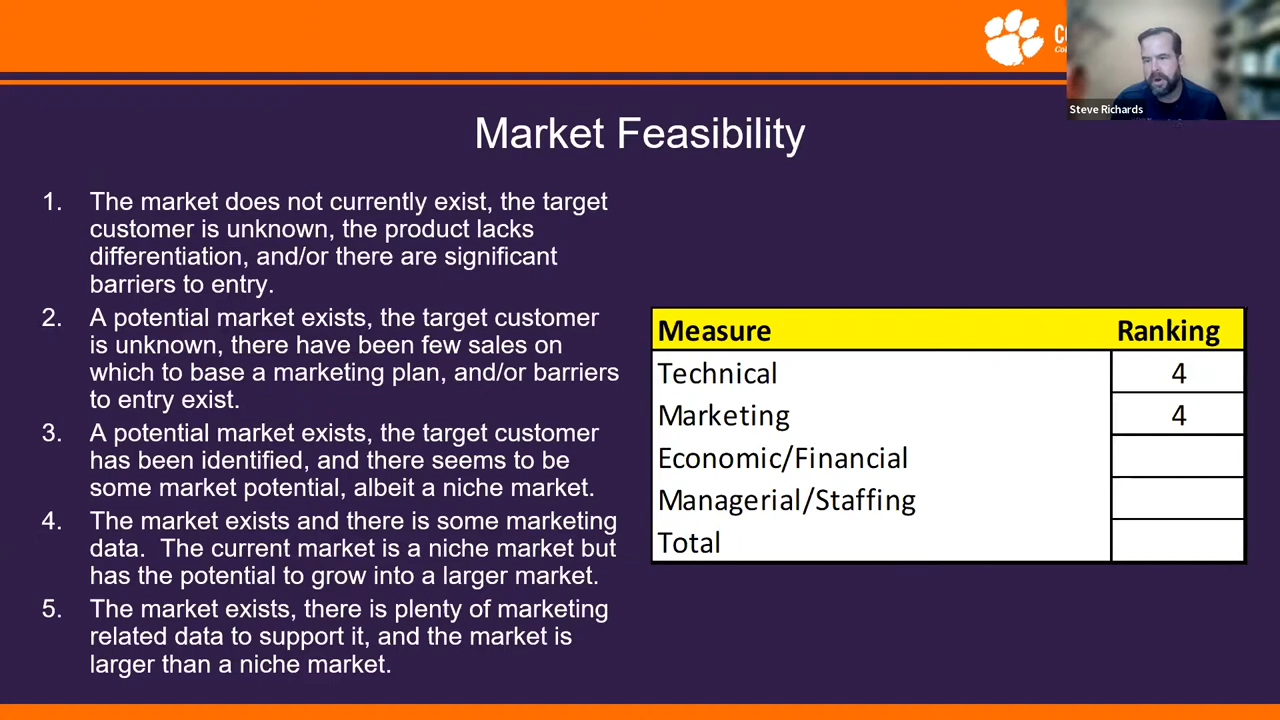 Steve Richards
Market Feasibility
1. The market does not currently exist, the target
customer is unknown, the product lacks
differentiation, and/or there are significant
barriers to entry.
2. A potential market exists, the target customer
is unknown, there have been few sales on
which to base a marketing plan, and/or barriers
to entry exist.
3. A potential market exists, the target customer
has been identified, and there seems to be
some market potential, albeit a niche market.
4. The market exists and there is some marketing
data.  The current market is a niche market but
has the potential to grow into a larger market.
5. The market exists, there is plenty of marketing
related data to support it, and the market is
larger than a niche market.
Measure Ranking
Technical 4
Marketing 4
Economic/Financial
Managerial/Staffing
Total